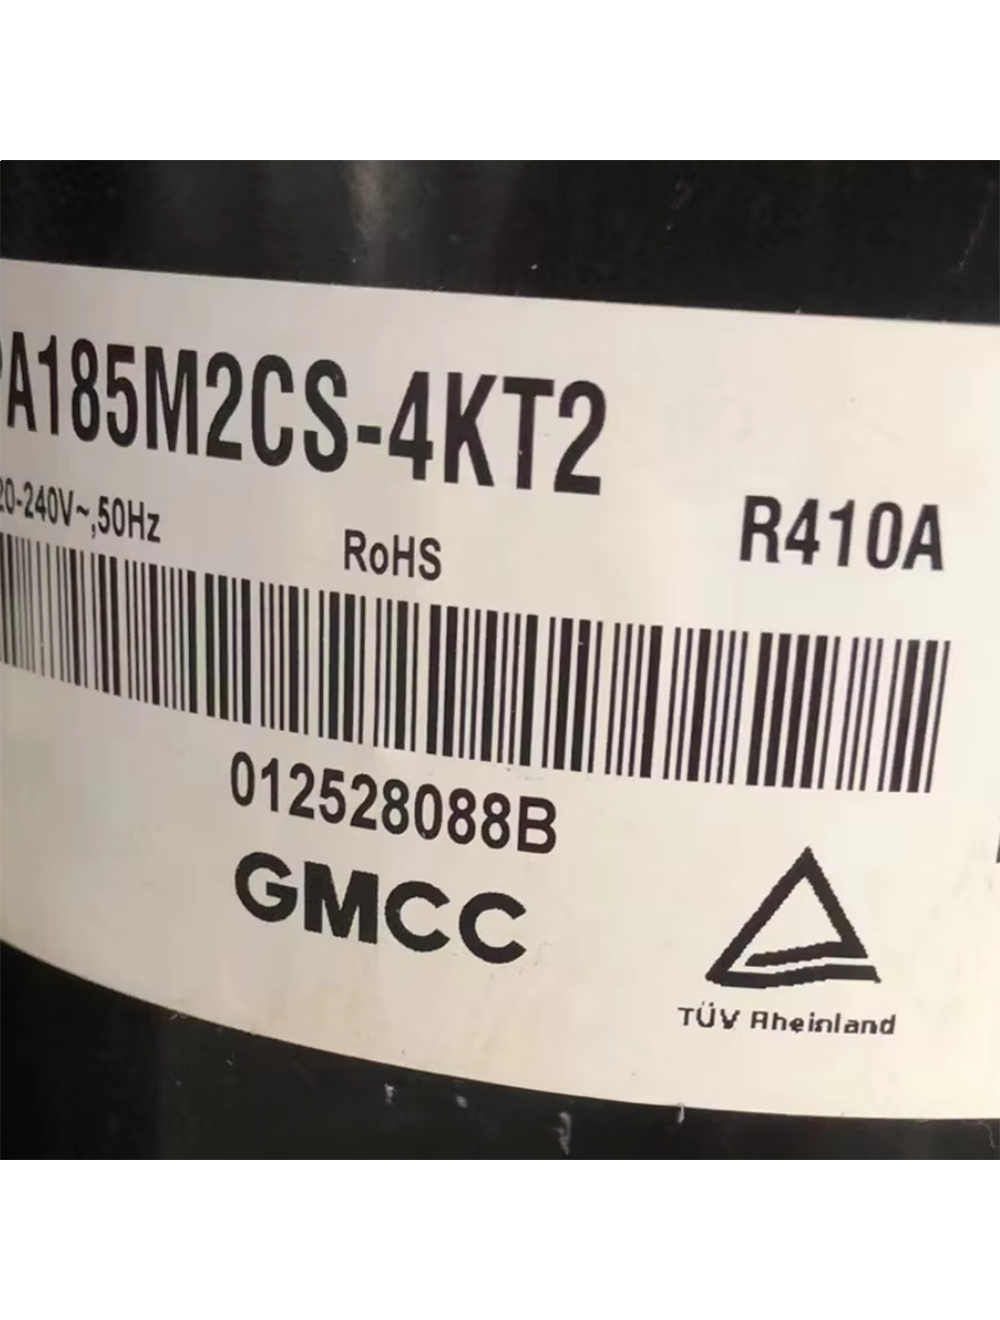 A185M2CS-4KT2
20-240V~,50Hz
RoHS
R410A
012528088B
GMCC
TÜV Rheinland